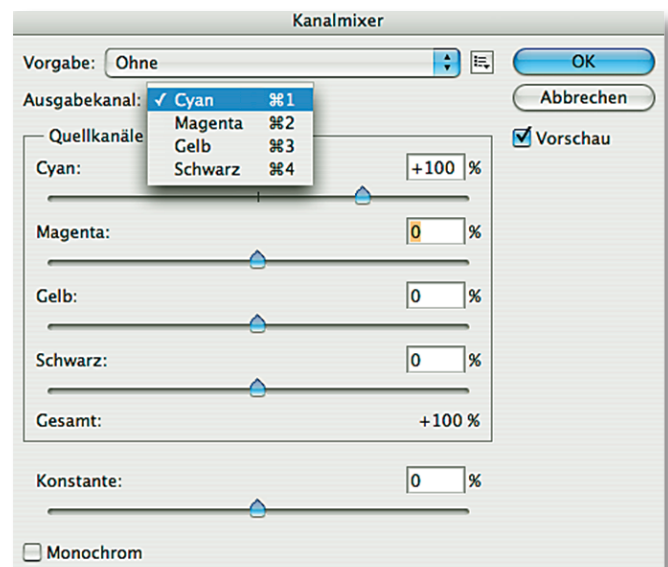 Kanalmixer
Vorgabe: Ohne
OK
Ausgabekanal: ✓ Cyan ⌘1
Abbrechen
Magenta ⌘2
Quellkänäle
Vorschau
Gelb ⌘3
Schwarz ⌘4
Cyan: +100 %
Magenta: 0 %
Gelb: 0 %
Schwarz: 0 %
Gesamt: +100 %
Konstante: 0 %
Monochrom